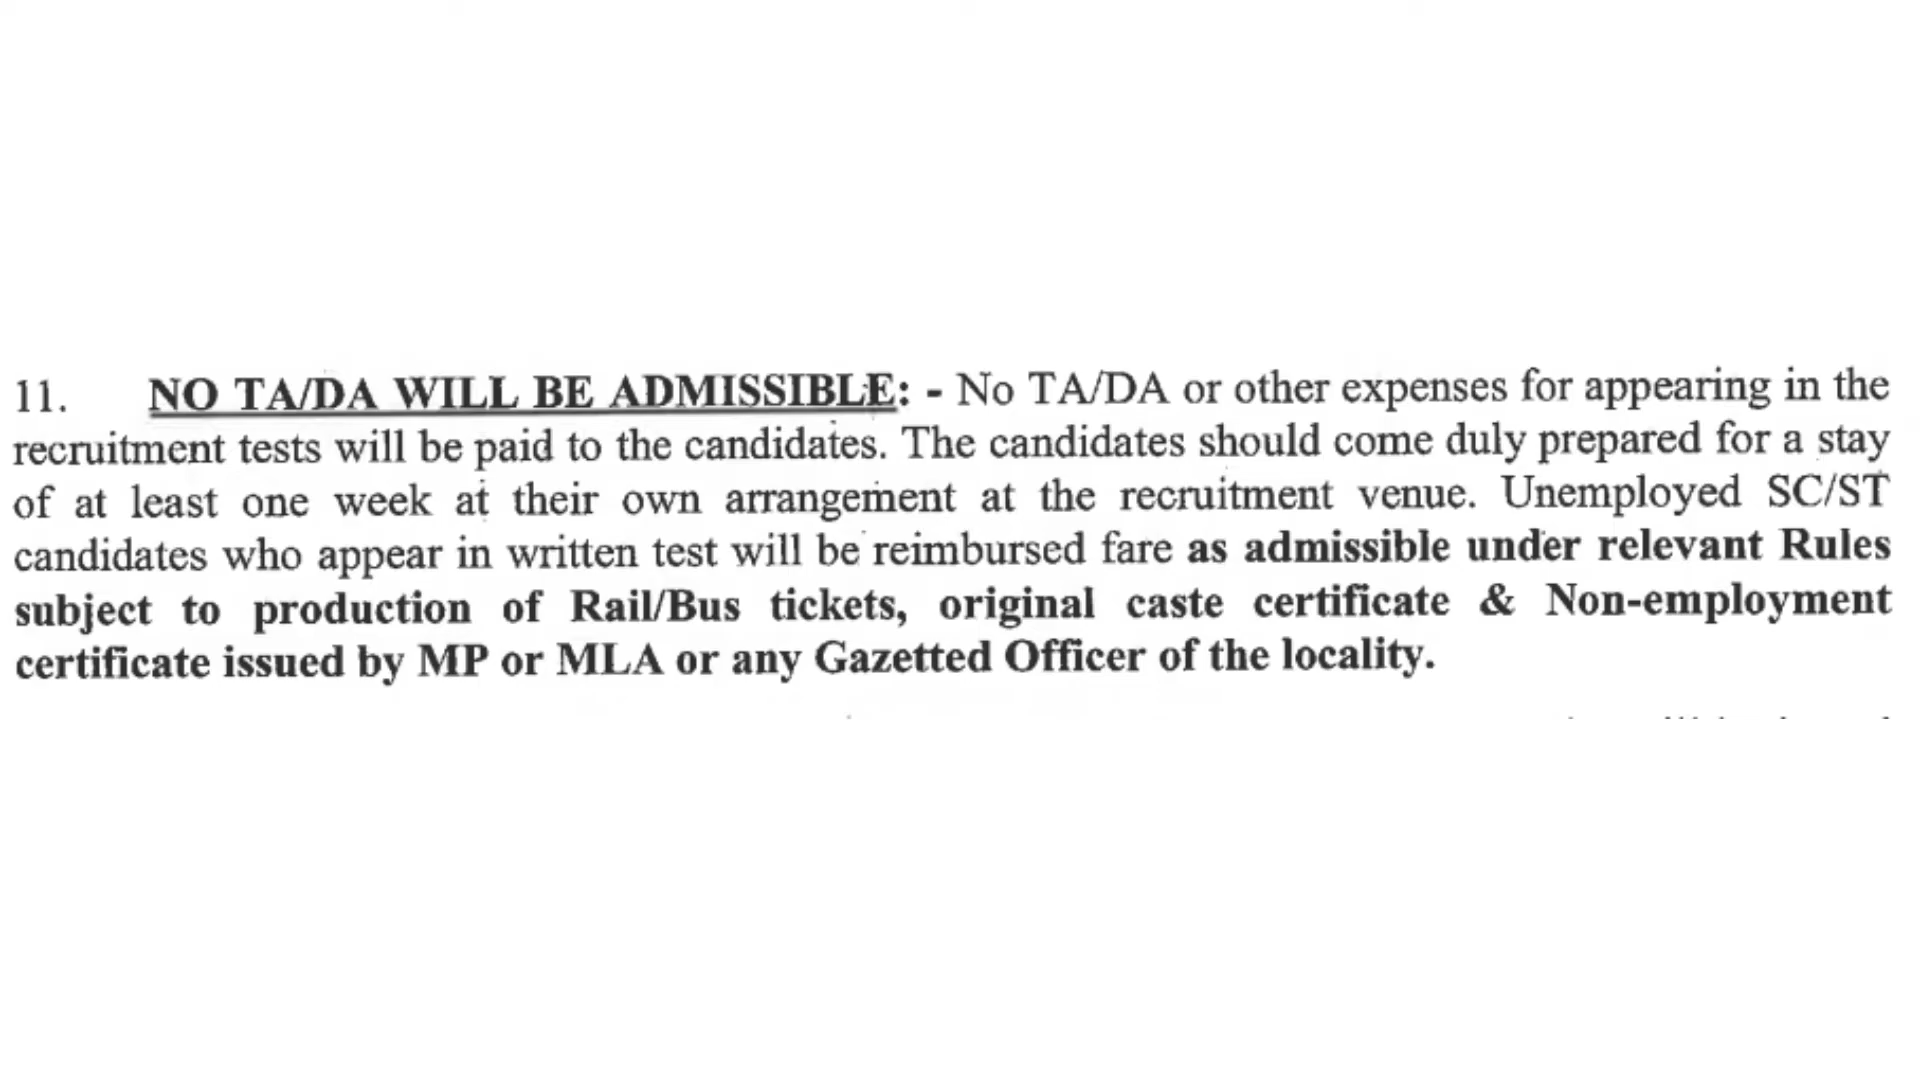 11. NO TA/DA WILL BE ADMISSIBLE: - No TA/DA or other expenses for appearing in the
recruitment tests will be paid to the candidates. The candidates should come duly prepared for a stay
of at least one week at their own arrangement at the recruitment venue. Unemployed SC/ST
candidates who appear in written test will be reimbursed fare as admissible under relevant Rules
subject to production of Rail/Bus tickets, original caste certificate & Non-employment
certificate issued by MP or MLA or any Gazetted Officer of the locality.